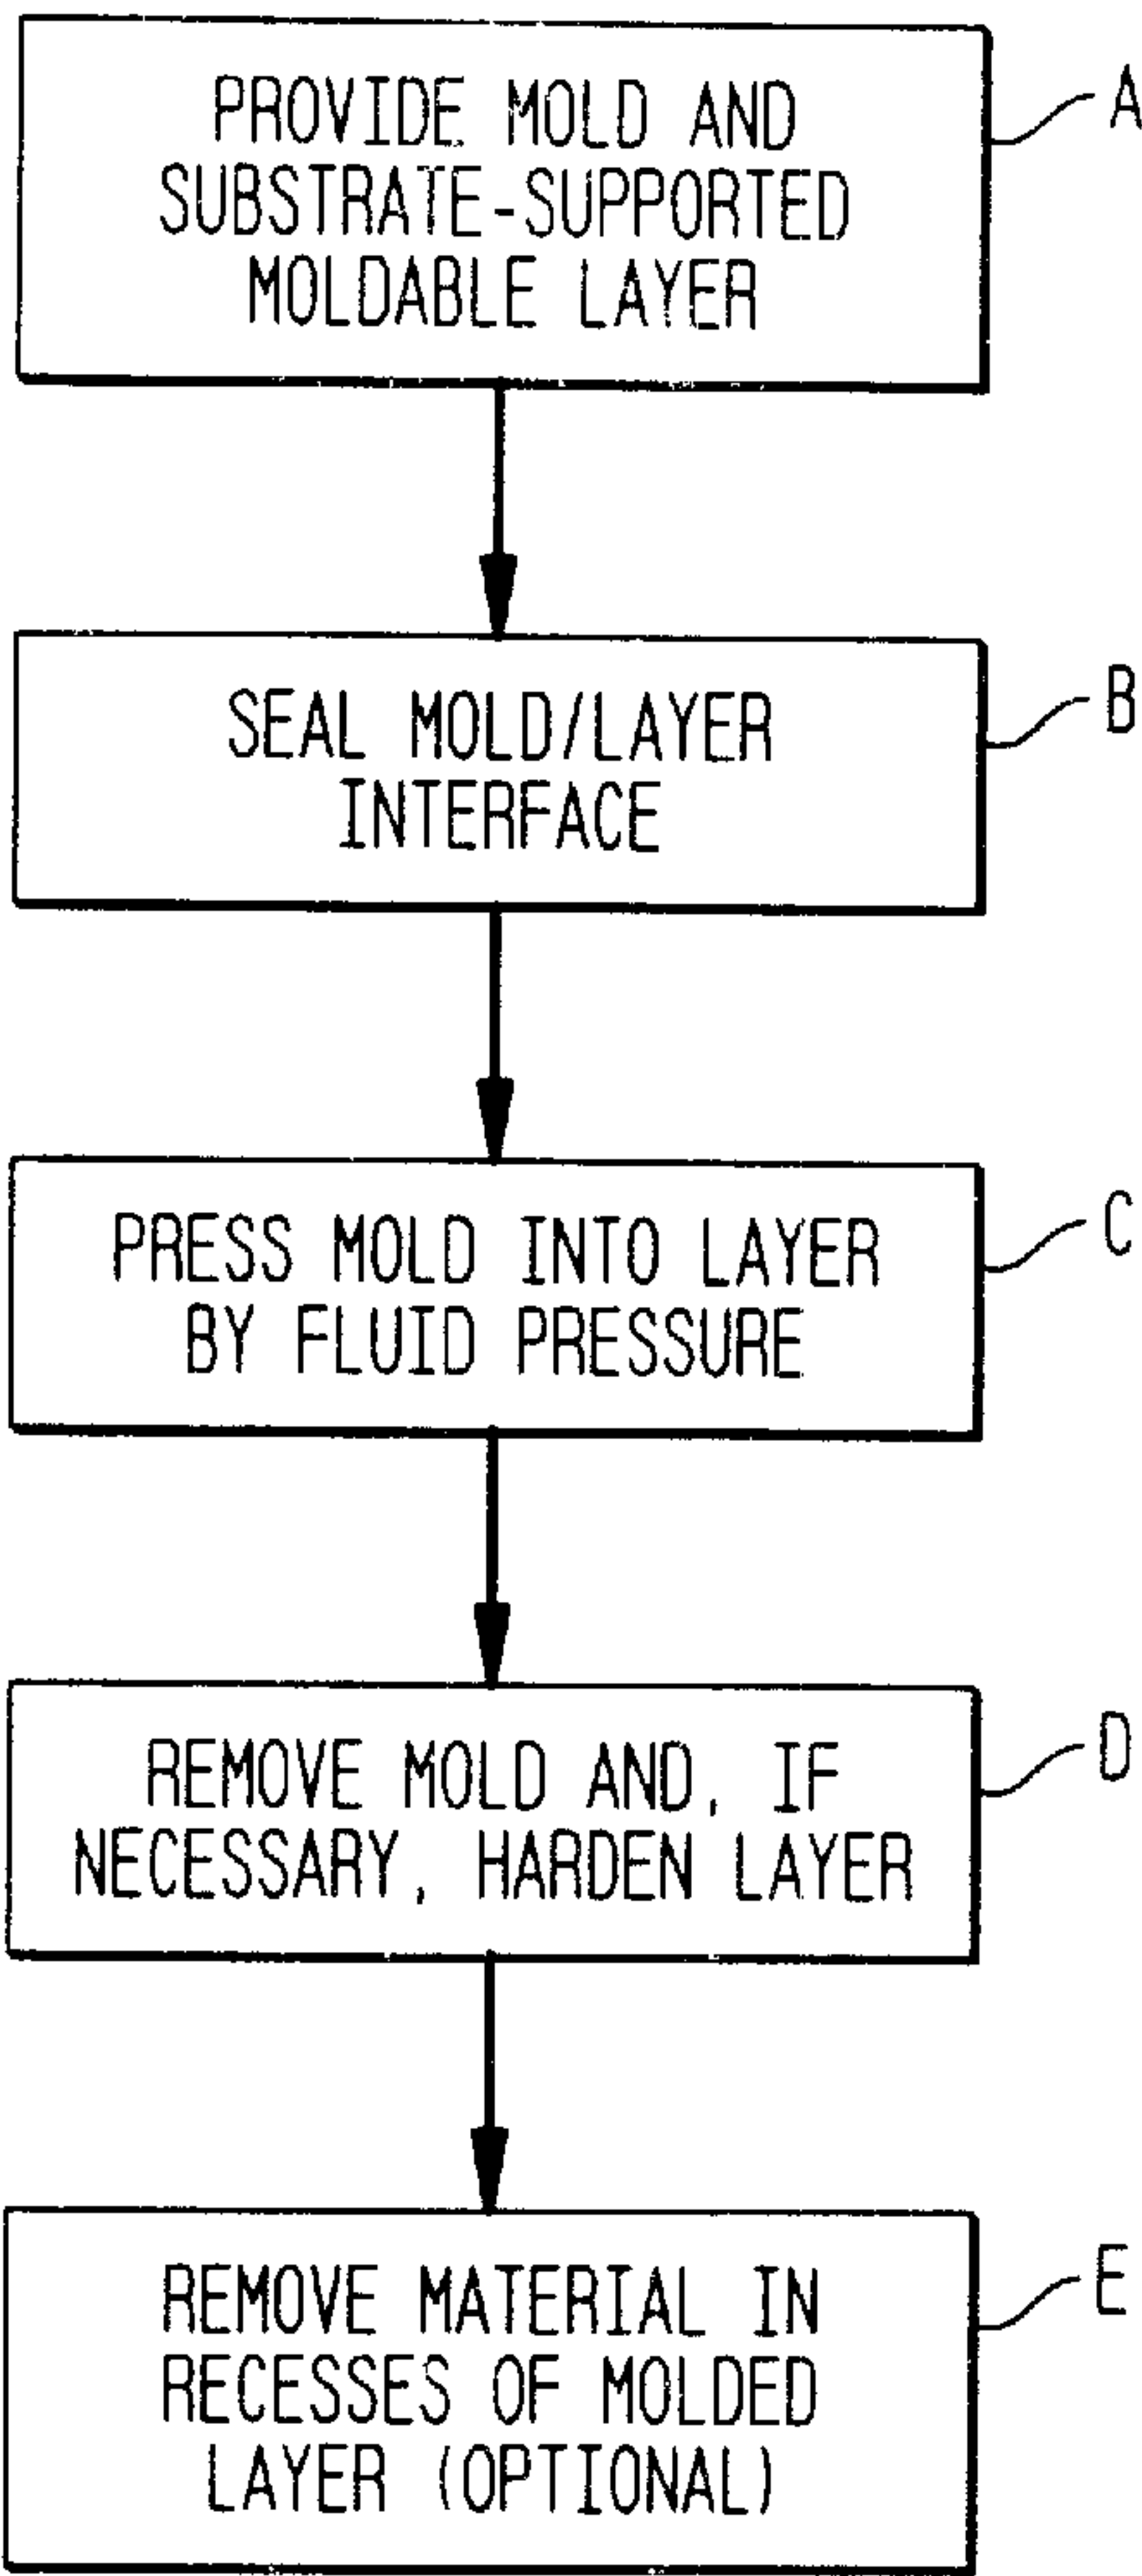 PROVIDE MOLD AND
SUBSTRATE-SUPPORTED
MOLDABLE LAYER
A
SEAL MOLD/LAYER
INTERFACE
B
PRESS MOLD INTO LAYER
BY FLUID PRESSURE
C
REMOVE MOLD AND, IF
NECESSARY, HARDEN LAYER
D
REMOVE MATERIAL IN
RECESSES OF MOLDED
LAYER (OPTIONAL)
E